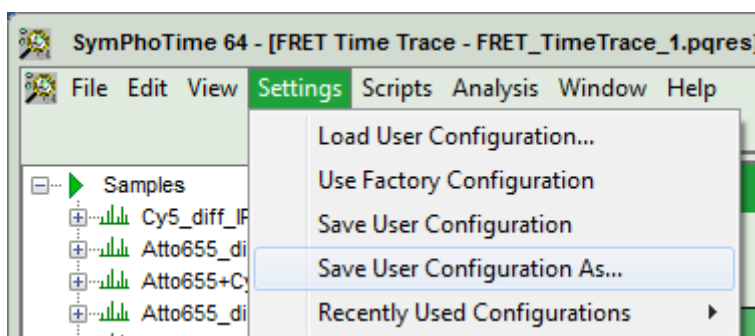 SymPhoTime 64 - [FRET Time Trace - FRET_TimeTrace_1.pqres]
File Edit View Settings Scripts Analysis Window Help
Load User Configuration...
Use Factory Configuration
Save User Configuration
Save User Configuration As...
Recently Used Configurations
Samples
Cy5_diff_IR
Atto655_di
Atto655+Cy
Atto655_di